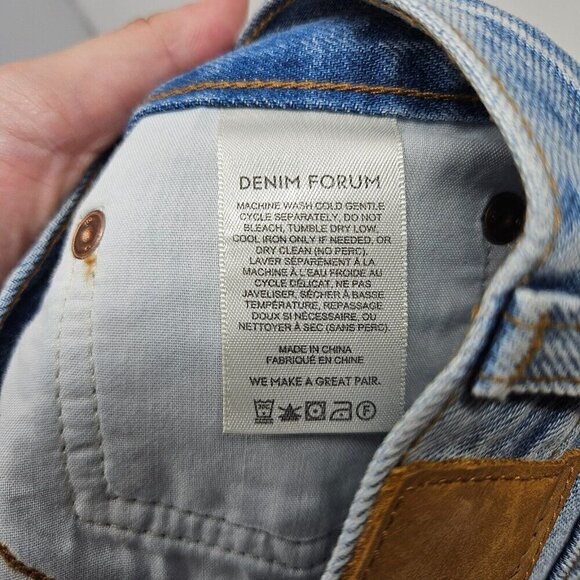 DENIM FORUM
MACHINE WASH COLD GENTLE
CYCLE SEPARATELY, DO NOT
BLEACH, TUMBLE DRY LOW,
COOL IRON ONLY IF NEEDED, OR
DRY CLEAN (NO PERC).
LAVER SÉPARÉMENT À LA
MACHINE À L'EAU FROIDE AU
CYCLE DÉLICAT, NE PAS
JAVELISER, SÉCHER À BASSE
TEMPÉRATURE, REPASSAGE
DOUX SI NÉCESSAIRE, OU
NETTOYER À SEC (SANS PERC).
MADE IN CHINA
FABRIQUÉ EN CHINE
WE MAKE A GREAT PAIR.
30C F